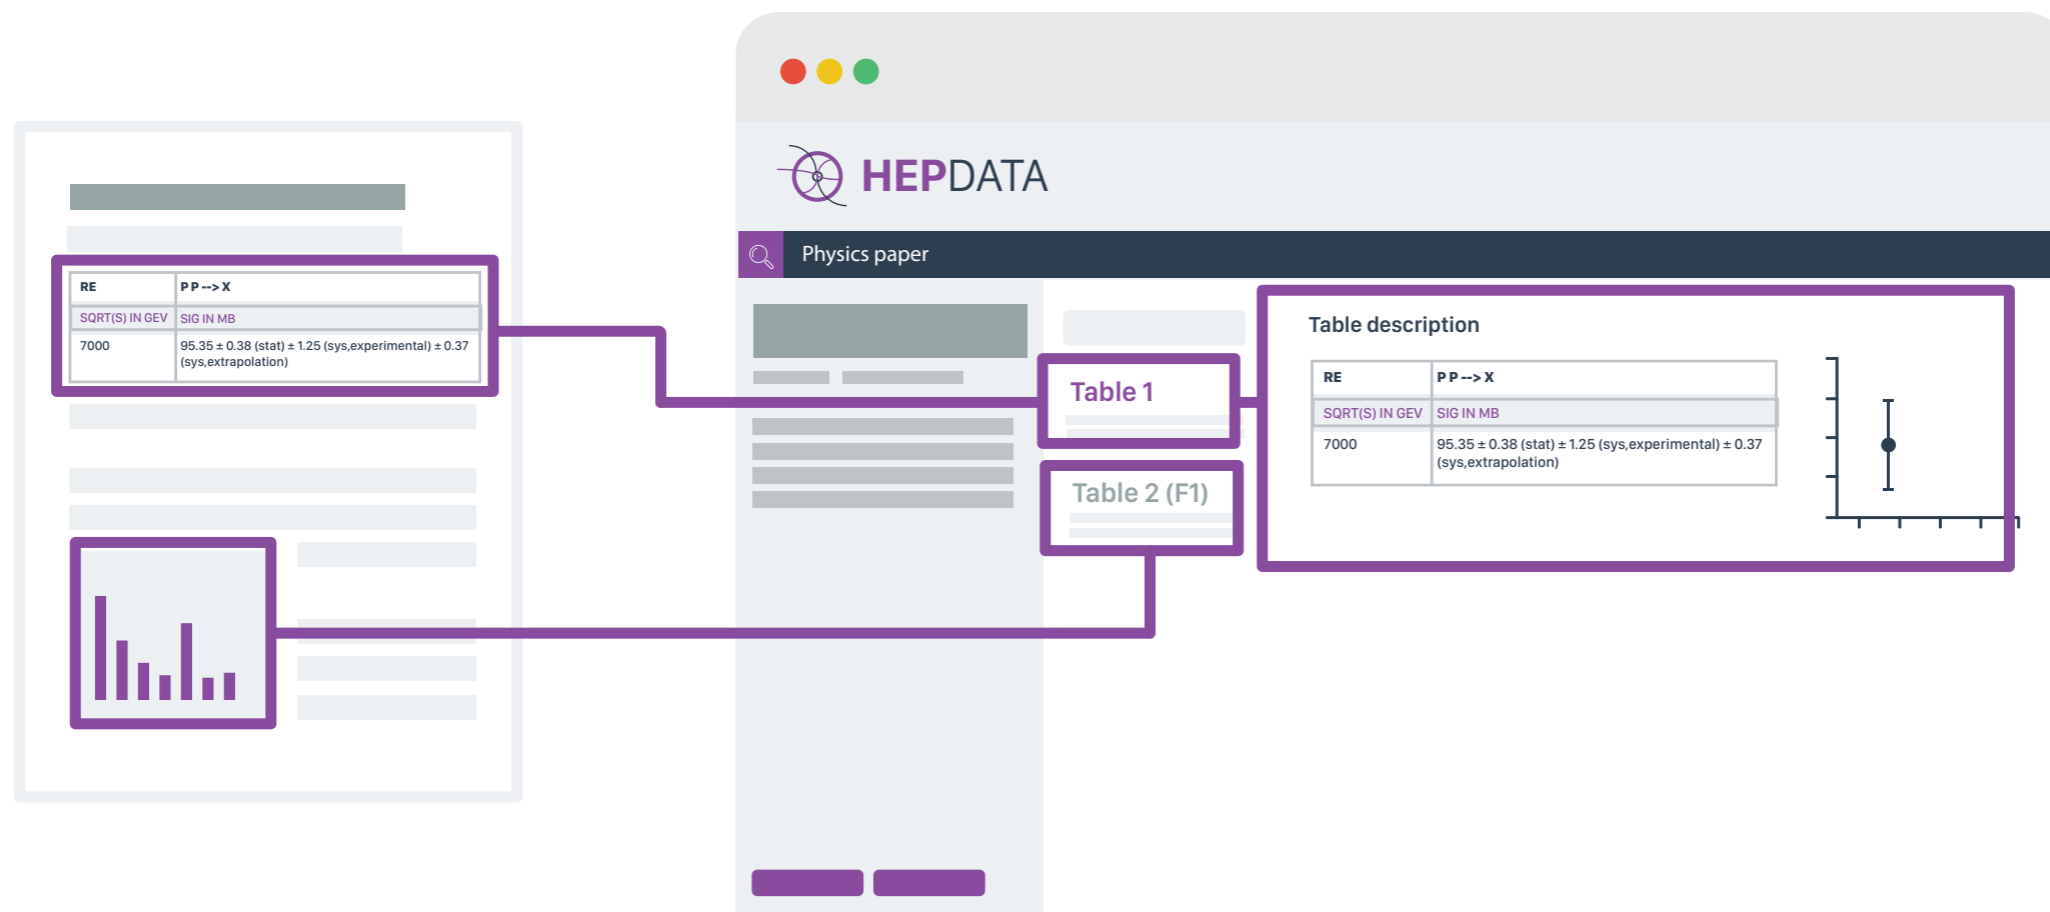 RE P P --> X
SQRT(S) IN GEV SIG IN MB
7000 95.35 ± 0.38 (stat) ± 1.25 (sys,experimental) ± 0.37
(sys,extrapolation)
HEPDATA
Physics paper
Table 1
Table 2 (F1)
Table description
RE P P --> X
SQRT(S) IN GEV SIG IN MB
7000 95.35 ± 0.38 (stat) ± 1.25 (sys,experimental) ± 0.37
(sys,extrapolation)